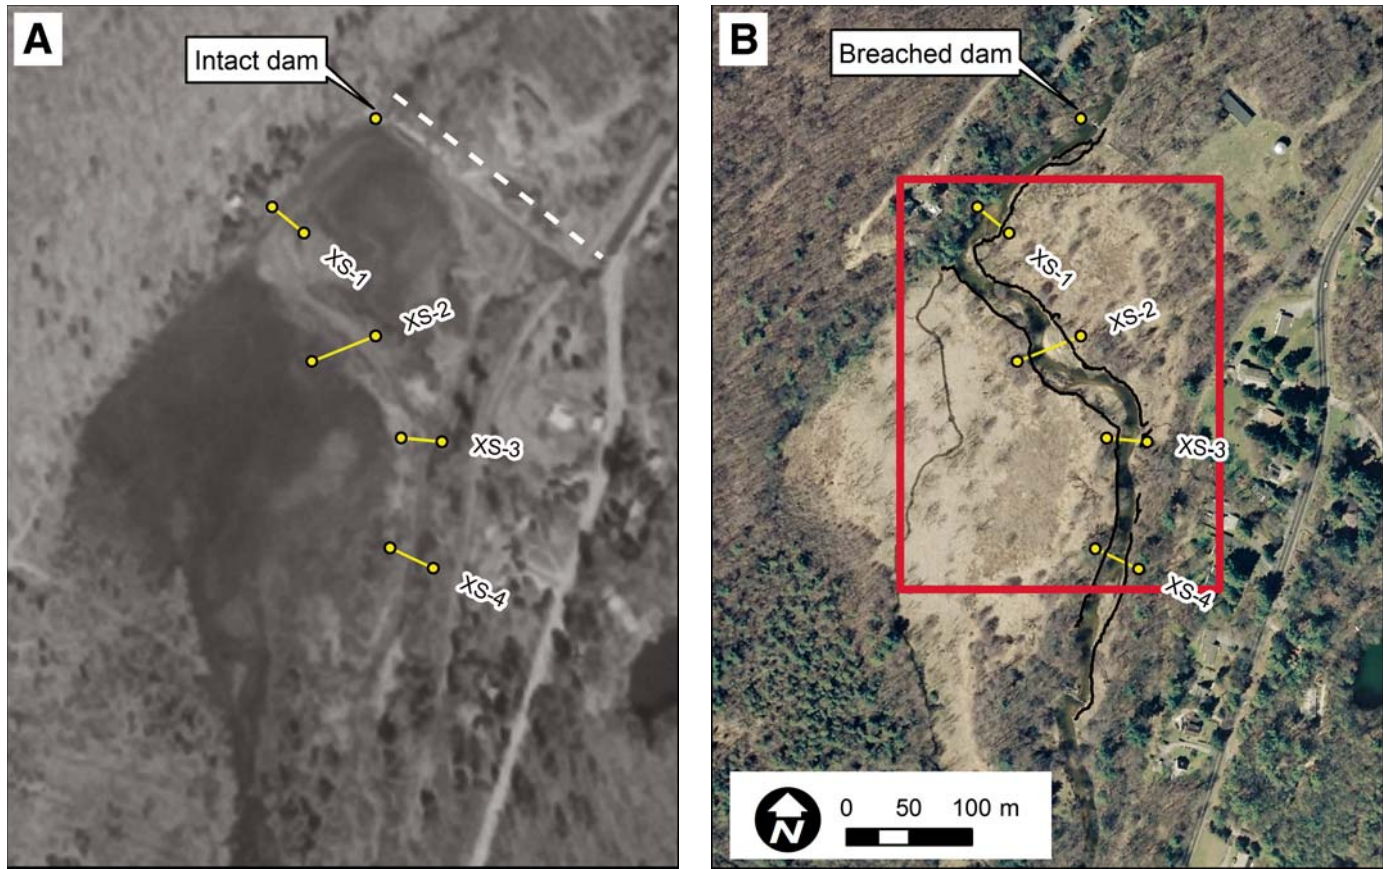 A
Intact dam
XS-1
XS-2
XS-3
XS-4
B
Breached dam
XS-1
XS-2
XS-3
XS-4
N
0 50 100 m